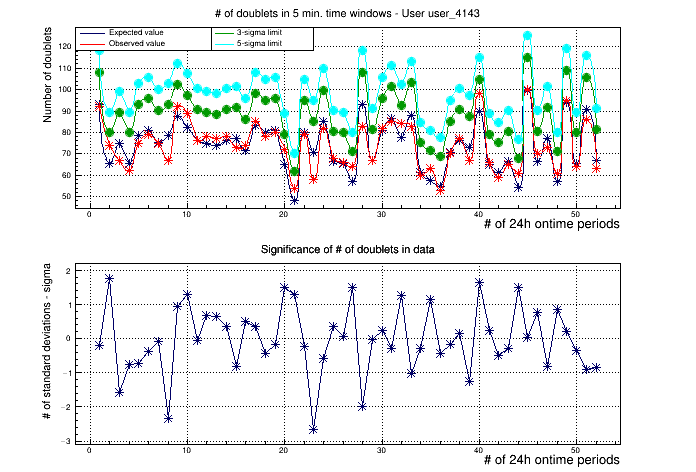 # of doublets in 5 min. time windows - User user_4143
Number of doublets
Expected value
Observed value
3-sigma limit
5-sigma limit
120
110
100
90
80
70
60
50
0 10 20 30 40 50
# of 24h ontime periods
Significance of # of doublets in data
# of standard deviations - sigma
2
1
0
−1
−2
−3
0 10 20 30 40 50
# of 24h ontime periods